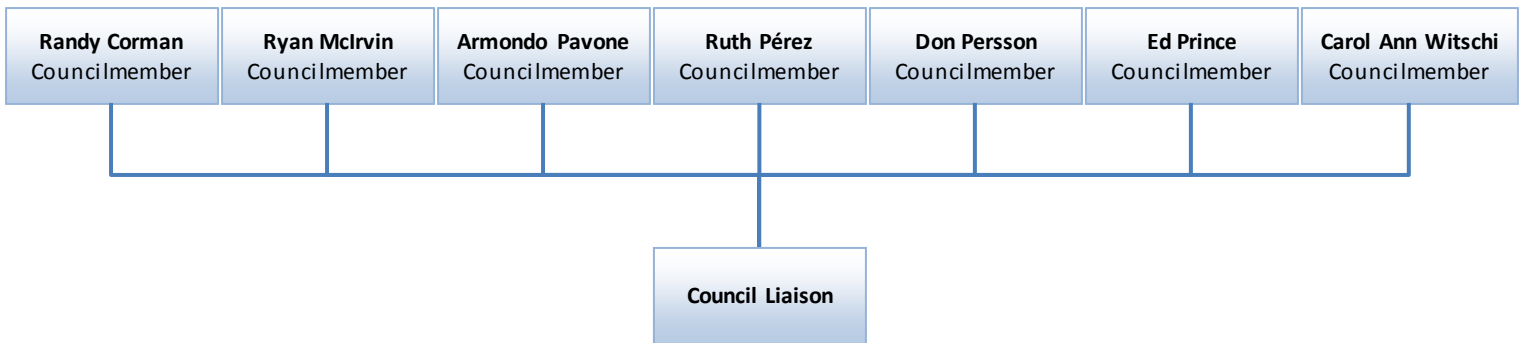 Randy Corman
Councilmember
Ryan McIrvin
Councilmember
Armondo Pavone
Councilmember
Ruth Pérez
Councilmember
Don Persson
Councilmember
Ed Prince
Councilmember
Carol Ann Witschi
Councilmember
Council Liaison